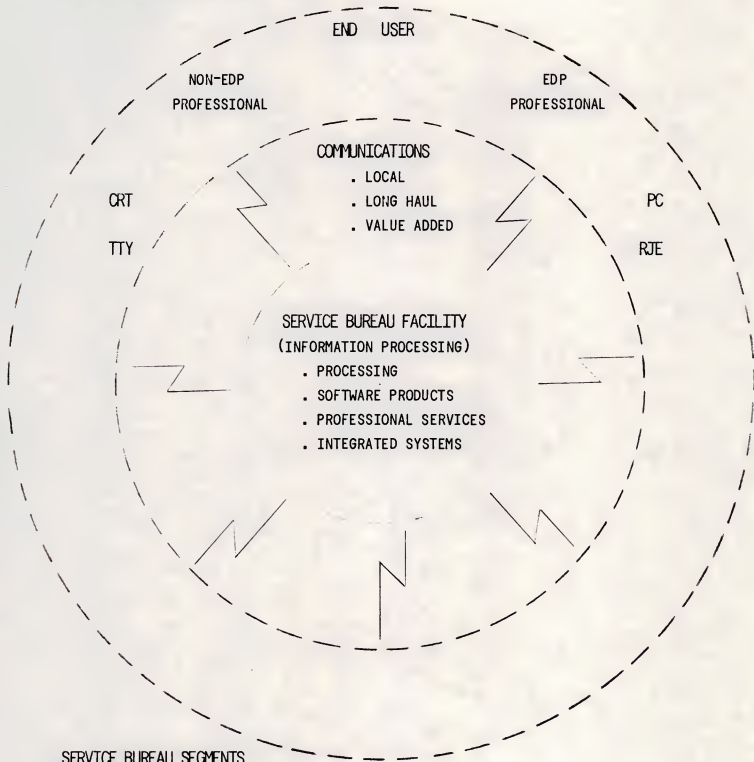 END USER
NON-EDP
PROFESSIONAL
EDP
PROFESSIONAL
COMMUNICATIONS
. LOCAL
. LONG HAUL
. VALUE ADDED
CRT
TTY
PC
RJE
SERVICE BUREAU FACILITY
(INFORMATION PROCESSING)
. PROCESSING
. SOFTWARE PRODUCTS
. PROFESSIONAL SERVICES
. INTEGRATED SYSTEMS
SERVICE BUREAU SEGMENTS